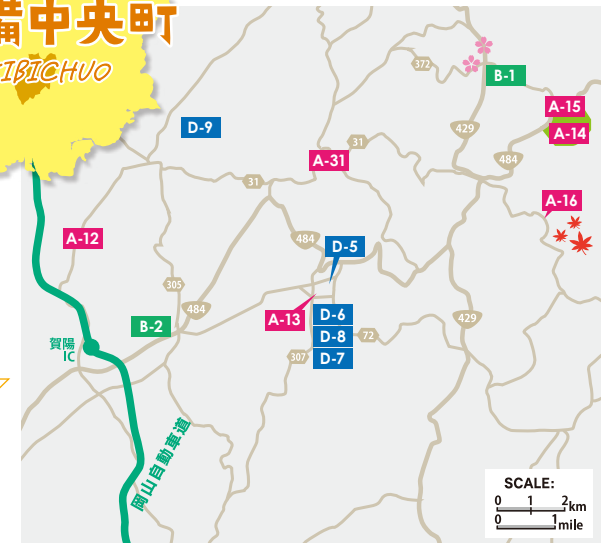 備中央町
KIBICHUO
372
B-1
A-15
A-14
D-9
429
31
484
A-31
31
A-16
A-12
484
D-5
305
484
A-13
D-6
D-8
D-7
B-2
72
307
429
賀陽
IC
岡山自動車道
SCALE:
0 1 2km
0 1mile